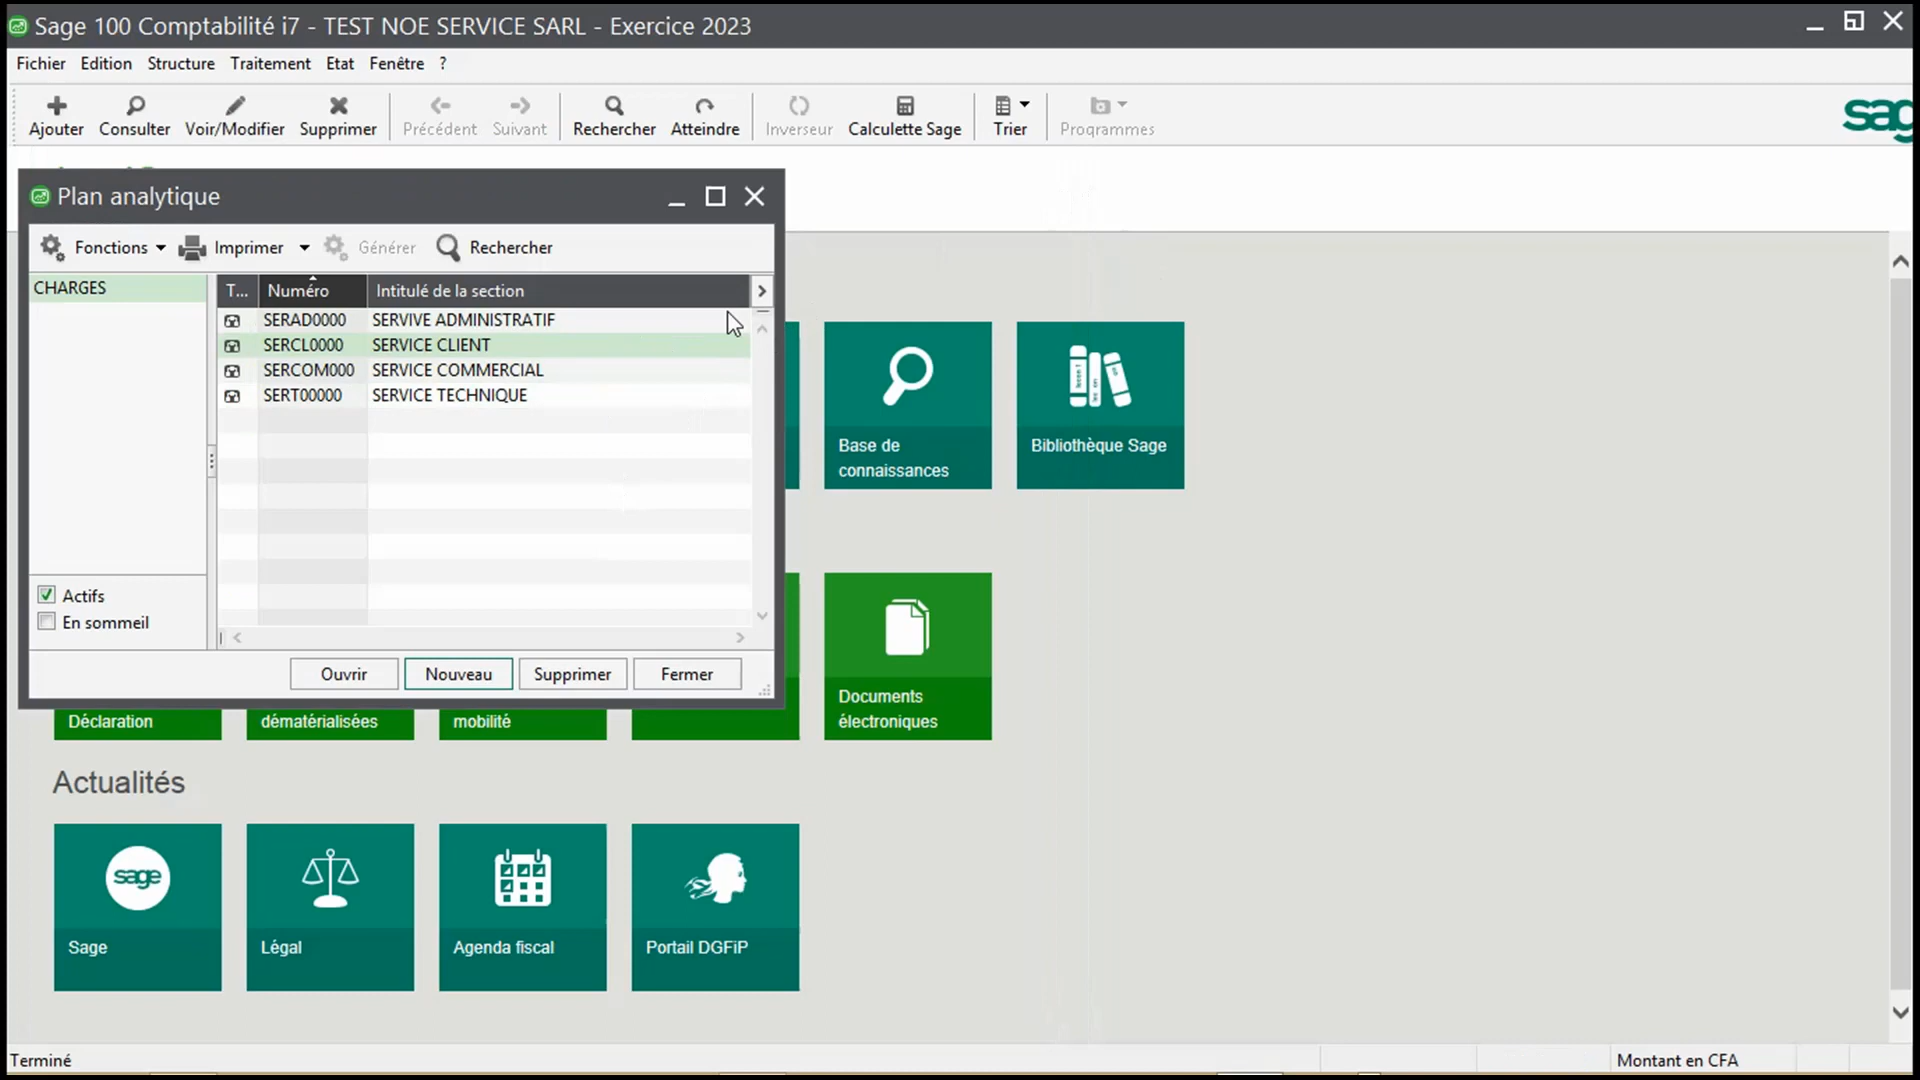 Sage 100 Comptabilité i7 - TEST NOE SERVICE SARL - Exercice 2023
Fichier Edition Structure Traitement Etat Fenêtre ?
Ajouter Consulter Voir/Modifier Supprimer Précédent Suivant Rechercher Atteindre Inverseur Calculette Sage Trier Programmes
sag
Plan analytique
Fonctions Imprimer Générer Rechercher
CHARGES
T... Numéro Intitulé de la section
SERAD0000 SERVIVE ADMINISTRATIF
SERCL0000 SERVICE CLIENT
SERCOM000 SERVICE COMMERCIAL
SERT00000 SERVICE TECHNIQUE
Actifs
En sommeil
Ouvrir Nouveau Supprimer Fermer
Base de
connaissances
Bibliothèque Sage
Déclaration dématérialisées mobilité
Documents
électroniques
Actualités
sage
Sage Légal Agenda fiscal Portail DGFiP
Terminé Montant en CFA